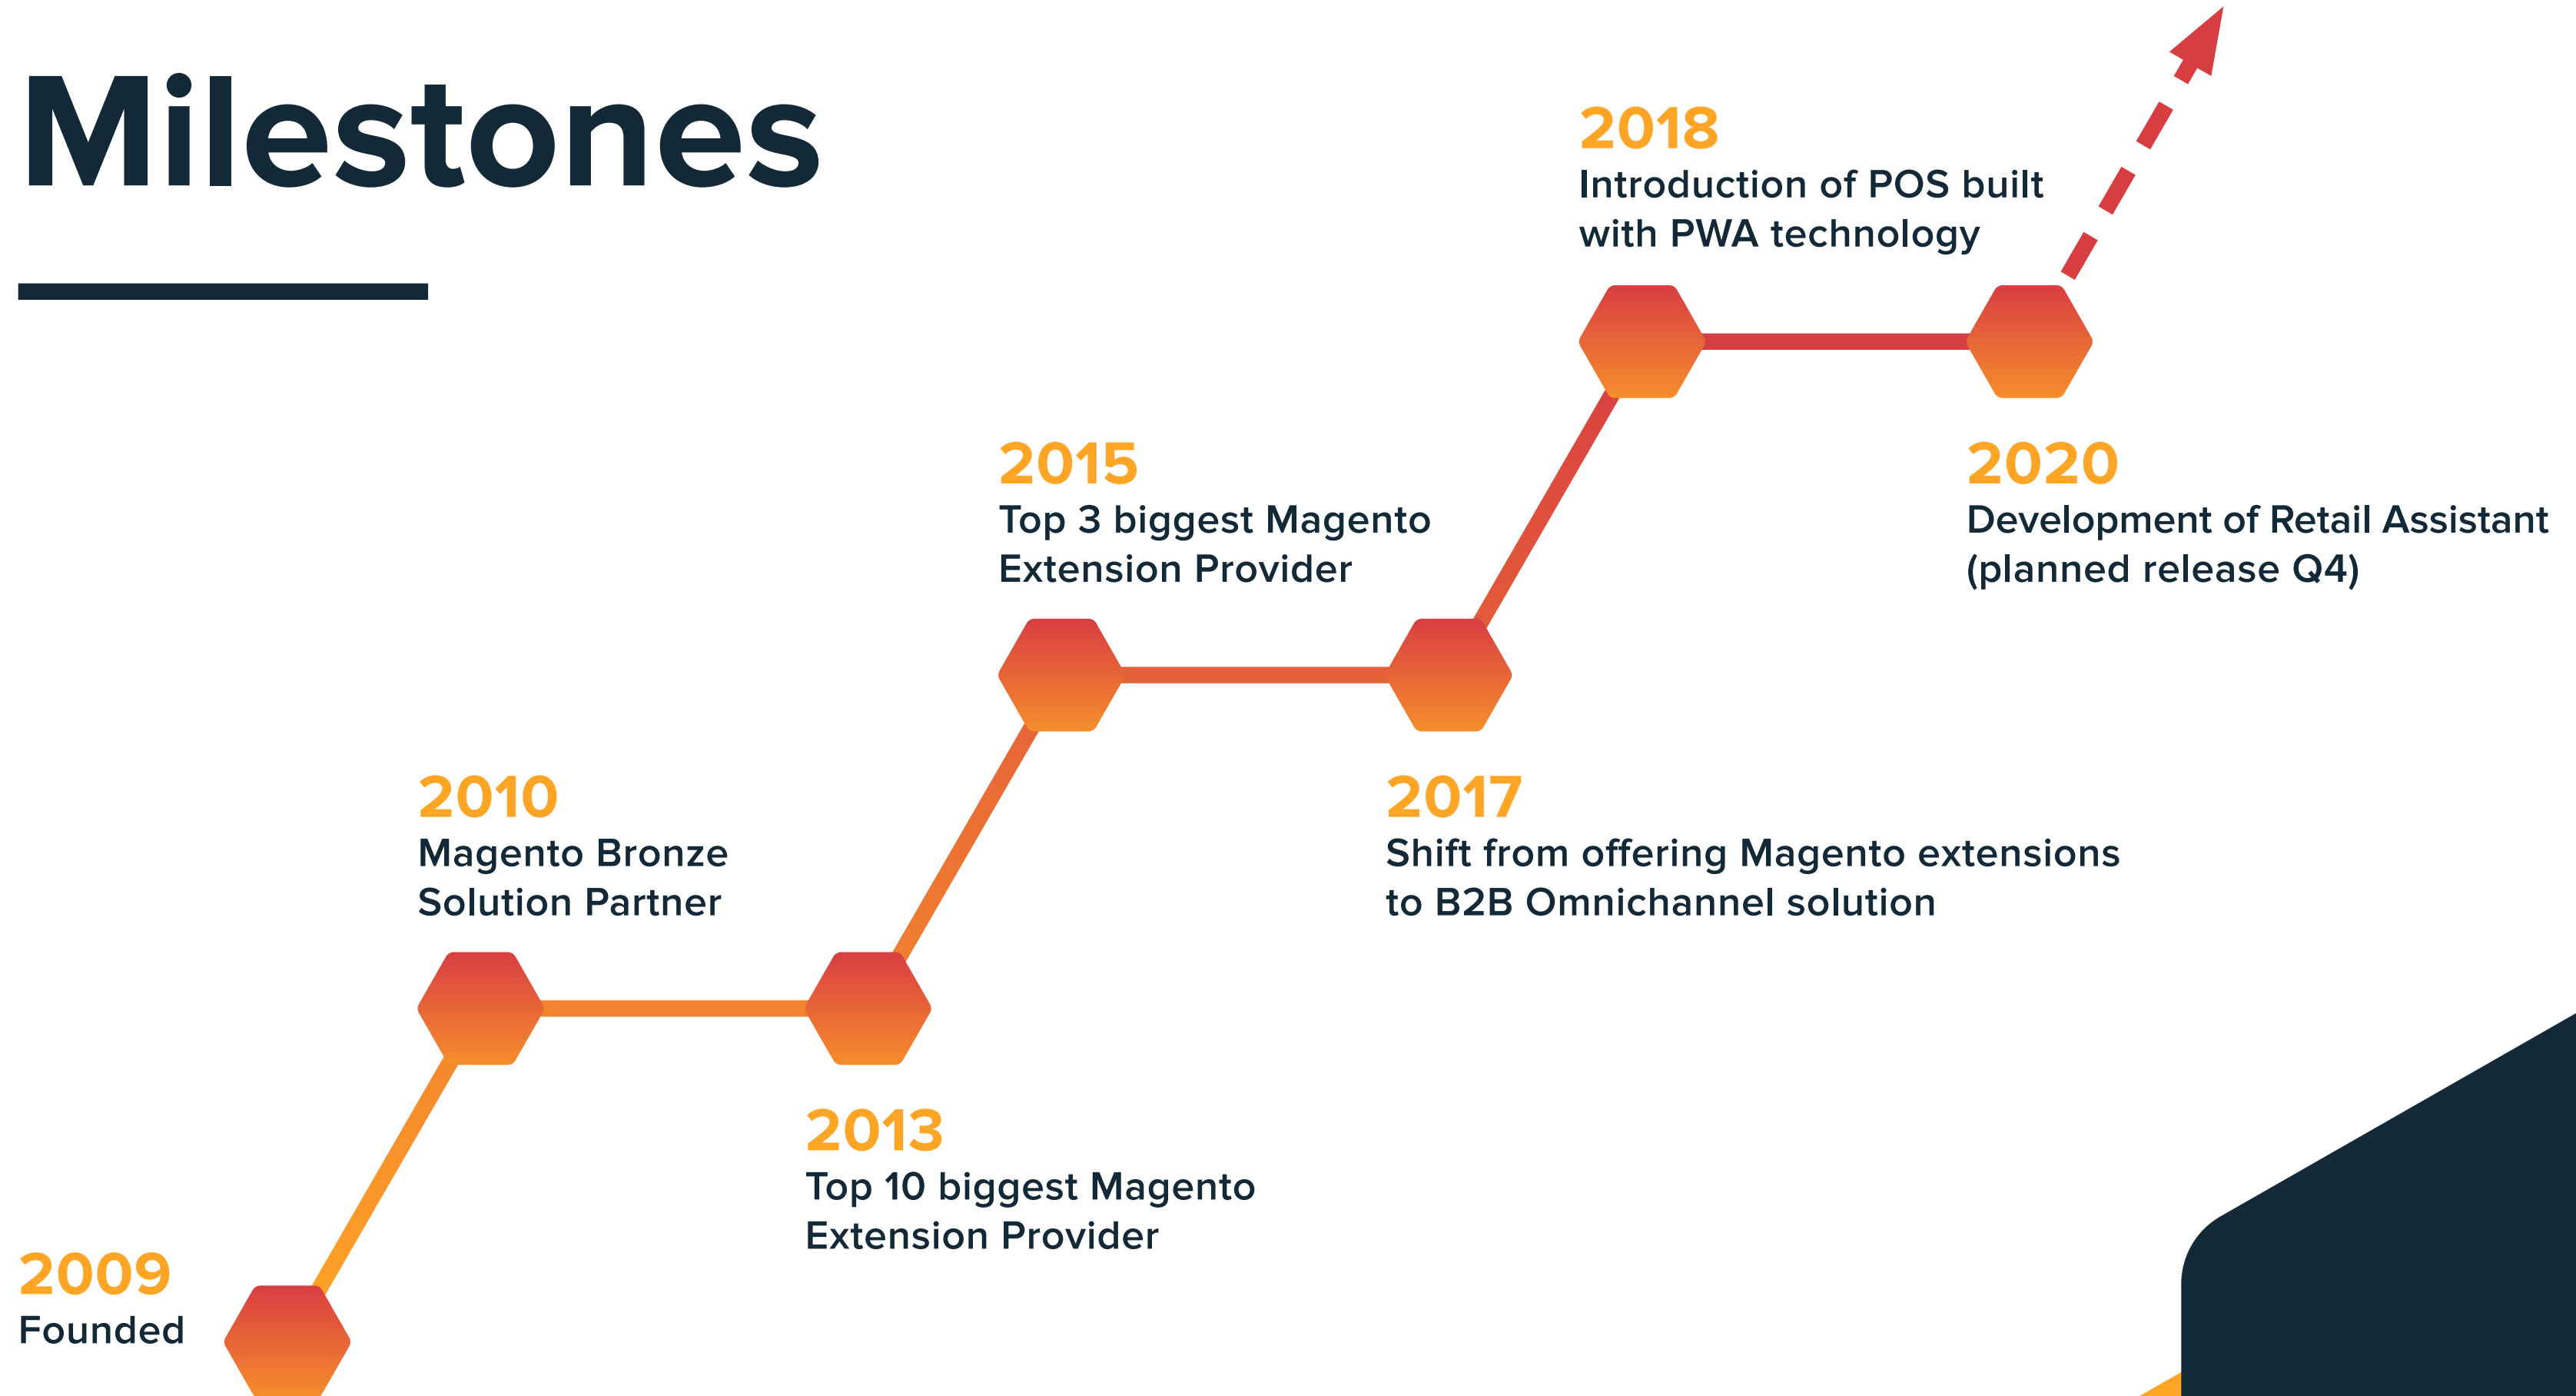 Milestones
2009
Founded
2010
Magento Bronze
Solution Partner
2013
Top 10 biggest Magento
Extension Provider
2015
Top 3 biggest Magento
Extension Provider
2017
Shift from offering Magento extensions
to B2B Omnichannel solution
2018
Introduction of POS built
with PWA technology
2020
Development of Retail Assistant
(planned release Q4)